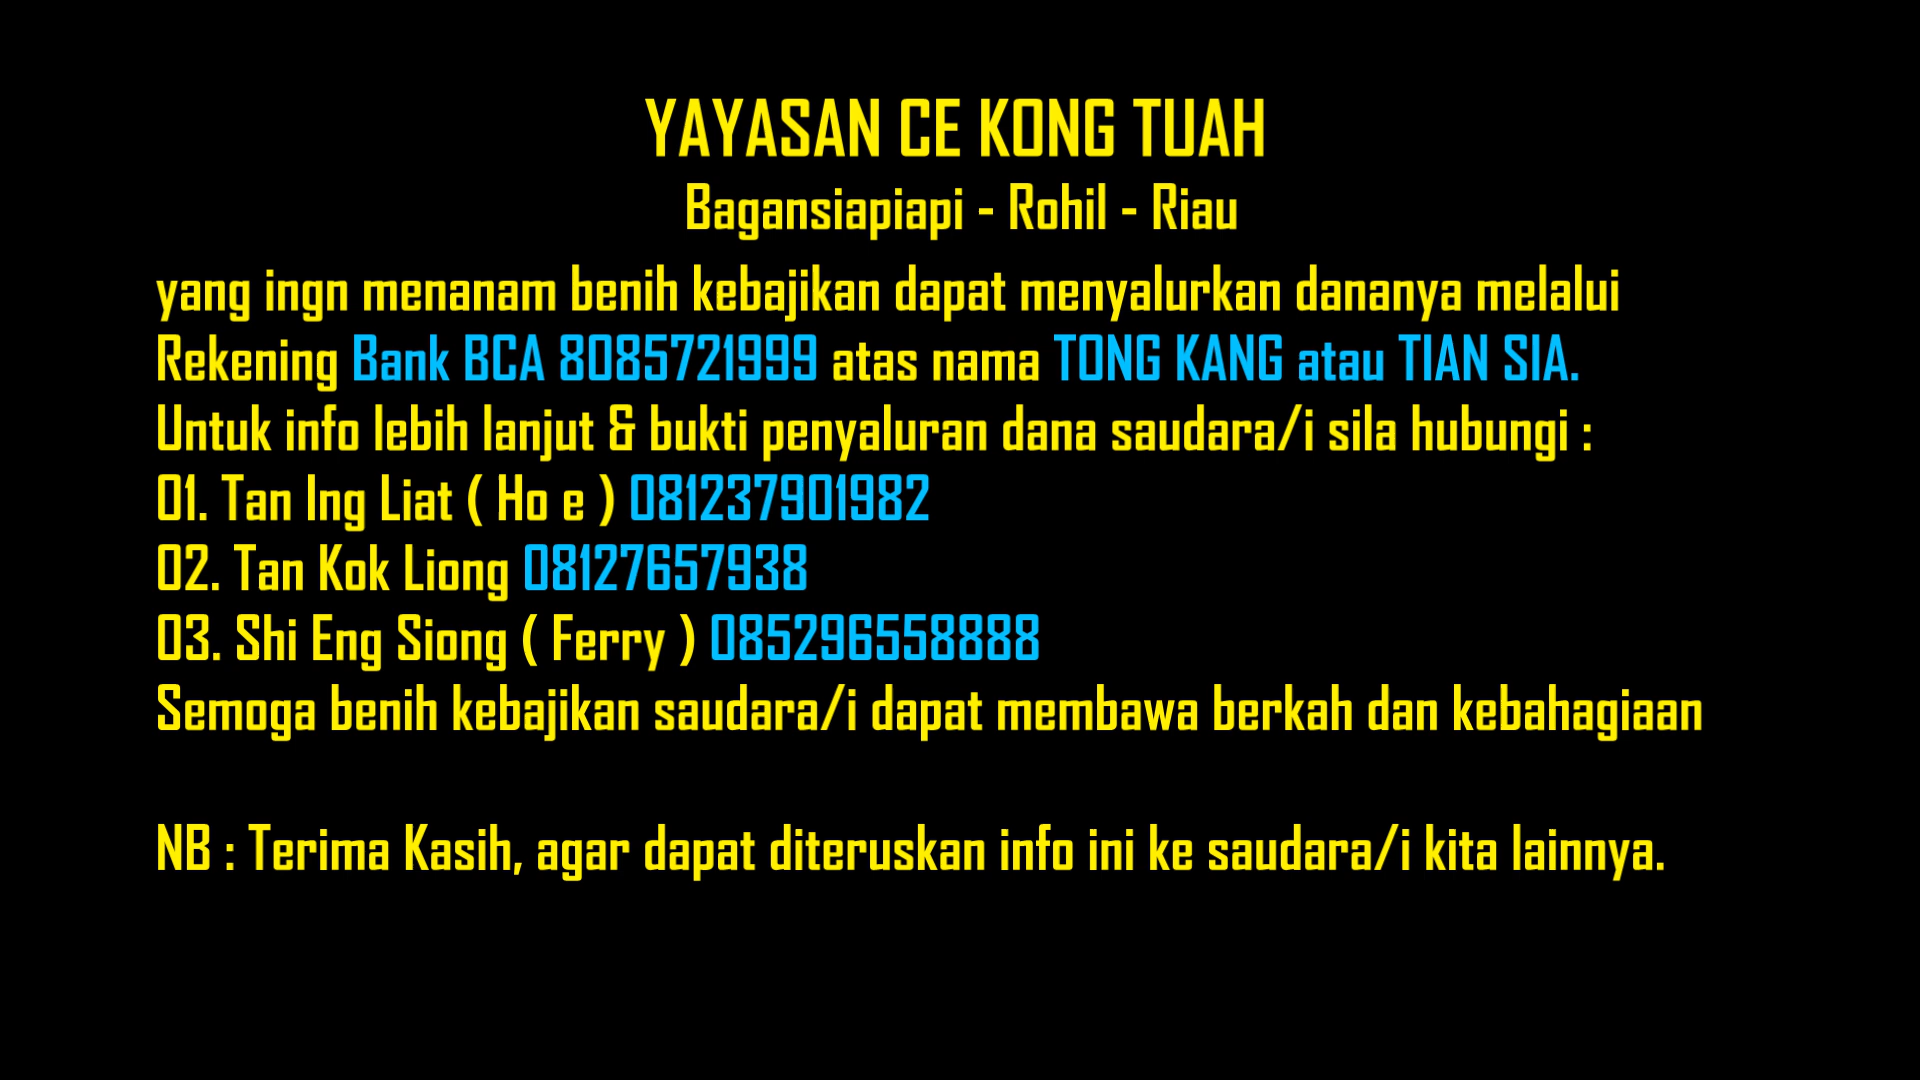 YAYASAN CE KONG TUAH
Bagansiapiapi - Rohil - Riau
yang ingn menanam benih kebajikan dapat menyalurkan dananya melalui
Rekening Bank BCA 8085721999 atas nama TONG KANG atau TIAN SIA.
Untuk info lebih lanjut & bukti penyaluran dana saudara/i sila hubungi :
01. Tan Ing Liat ( Ho e ) 081237901982
02. Tan Kok Liong 08127657938
03. Shi Eng Siong ( Ferry ) 085296558888
Semoga benih kebajikan saudara/i dapat membawa berkah dan kebahagiaan
NB : Terima Kasih, agar dapat diteruskan info ini ke saudara/i kita lainnya.